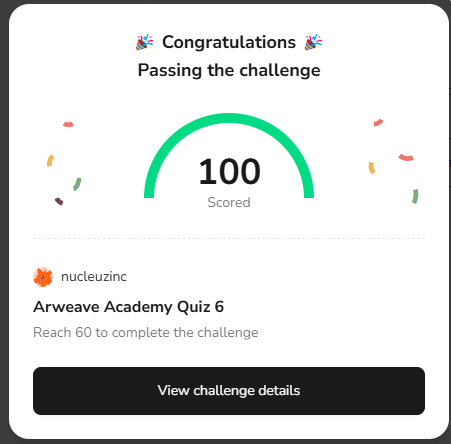 🎉 Congratulations 🎉
Passing the challenge
100
Scored
nucleuzinc
Arweave Academy Quiz 6
Reach 60 to complete the challenge
View challenge details